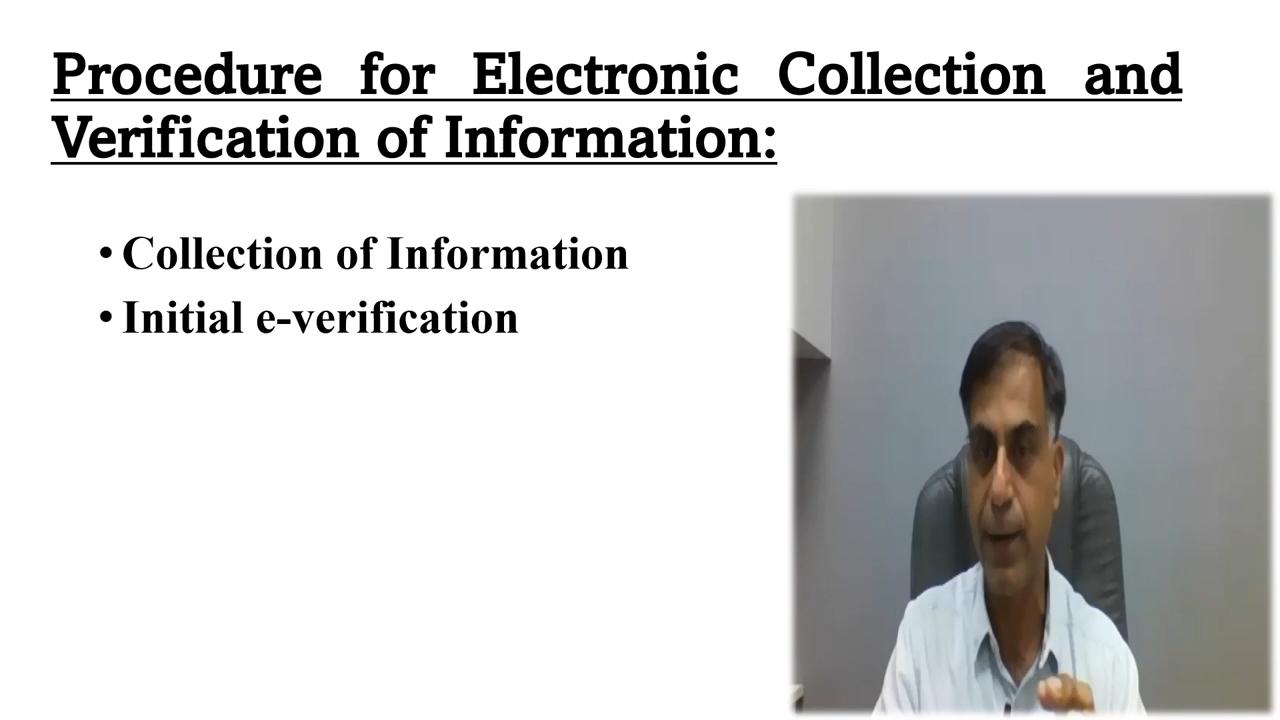 Procedure for Electronic Collection and
Verification of Information:
• Collection of Information
• Initial e-verification